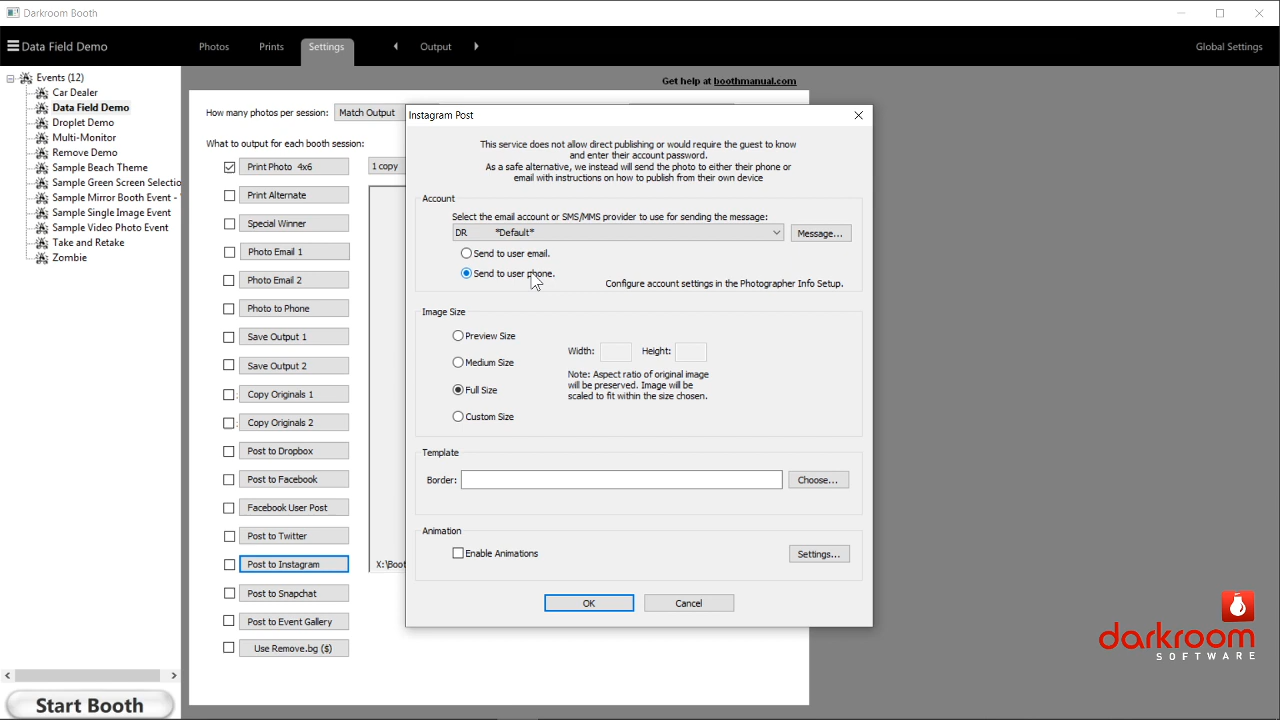 Darkroom Booth
Data Field Demo
Photos
Prints
Settings
Output
Global Settings
Events (12)
Car Dealer
Data Field Demo
Droplet Demo
Multi-Monitor
Remove Demo
Sample Beach Theme
Sample Green Screen Selectio
Sample Mirror Booth Event -
Sample Single Image Event
Sample Video Photo Event
Take and Retake
Zombie
Start Booth
Get help at boothmanual.com
How many photos per session: Match Output
What to output for each booth session:
Print Photo 4x6
1 copy
Print Alternate
Special Winner
Photo Email 1
Photo Email 2
Photo to Phone
Save Output 1
Save Output 2
Copy Originals 1
Copy Originals 2
Post to Dropbox
Post to Facebook
Facebook User Post
Post to Twitter
Post to Instagram
X:\Boot
Post to Snapchat
Post to Event Gallery
Use Remove.bg ($)
Instagram Post
This service does not allow direct publishing or would require the guest to know
and enter their account password.
As a safe alternative, we instead will send the photo to either their phone or
email with instructions on how to publish from their own device
Account
Select the email account or SMS/MMS provider to use for sending the message:
DR *Default*
Message...
Send to user email.
Send to user phone.
Configure account settings in the Photographer Info Setup.
Image Size
Preview Size
Medium Size
Full Size
Custom Size
Width:
Height:
Note: Aspect ratio of original image
will be preserved. Image will be
scaled to fit within the size chosen.
Template
Border:
Choose...
Animation
Enable Animations
Settings...
OK
Cancel
darkroom
SOFTWARE